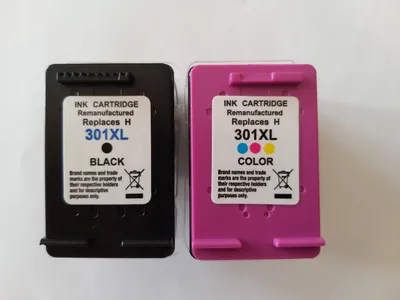 INK CARTRIDGE
Remanufactured
Replaces H
301XL
BLACK
Brand names and trade
marks are the property of
their respective holders
and for descriptive
purposes only.
INK CARTRIDGE
Remanufactured
Replaces H
301XL
COLOR
Brand names and trade
marks are the property of
their respective holders
and for descriptive
purposes only.